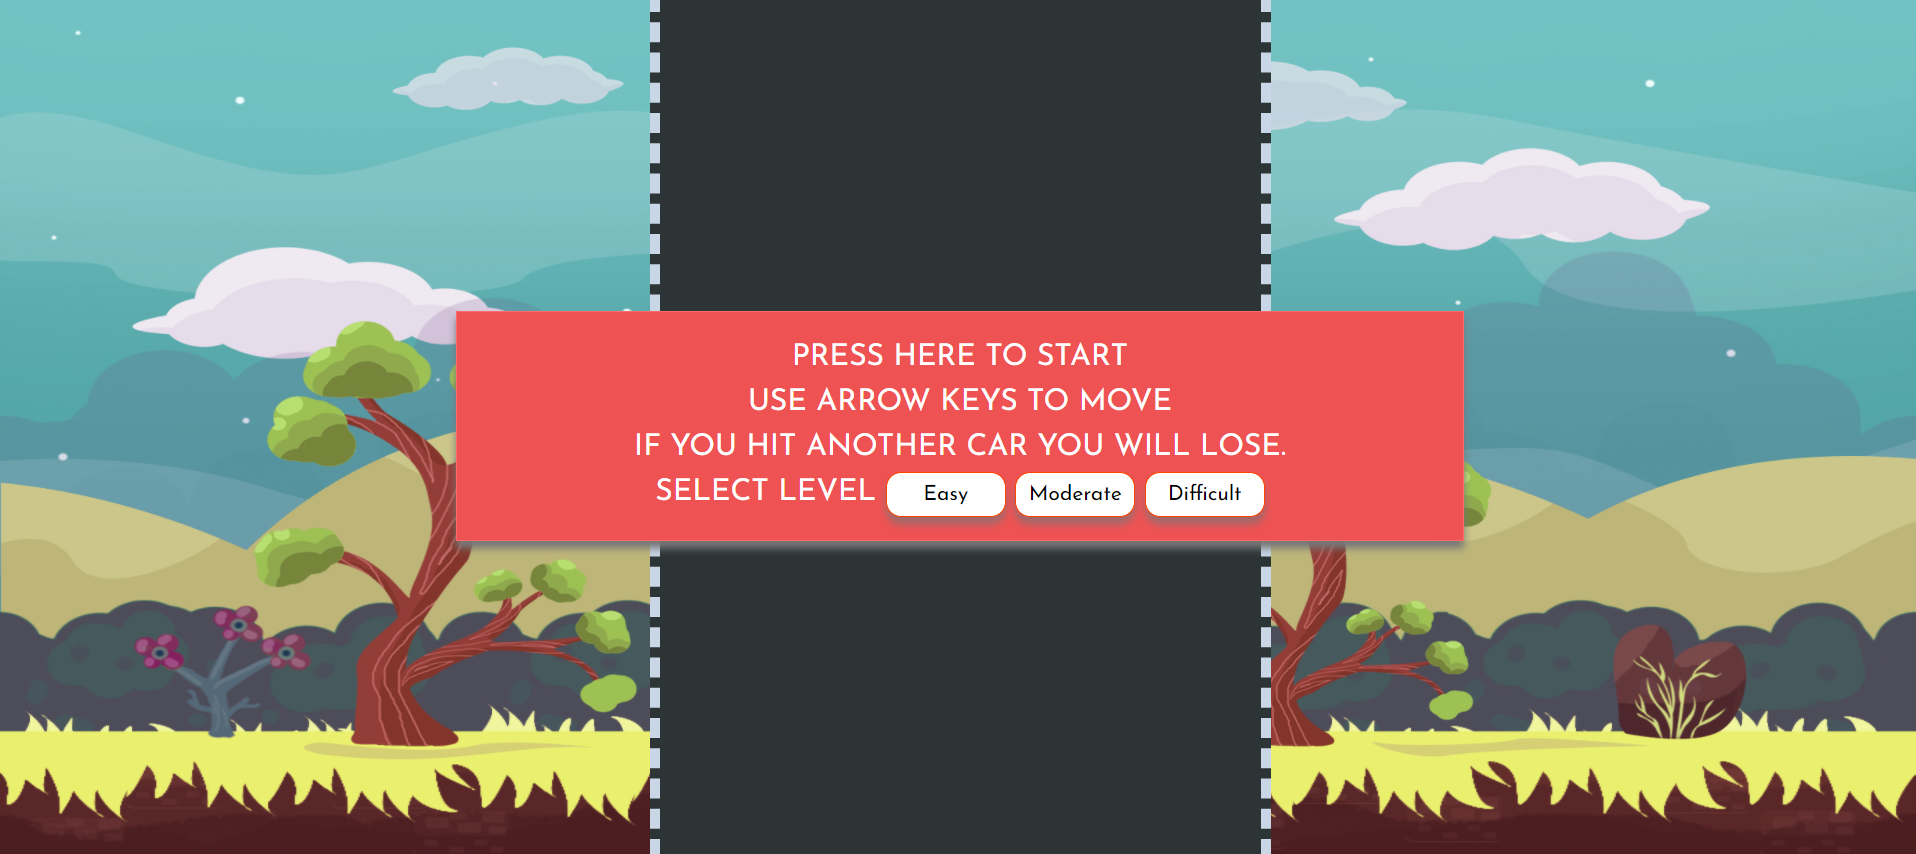 PRESS HERE TO START
USE ARROW KEYS TO MOVE
IF YOU HIT ANOTHER CAR YOU WILL LOSE.
SELECT LEVEL Easy Moderate Difficult